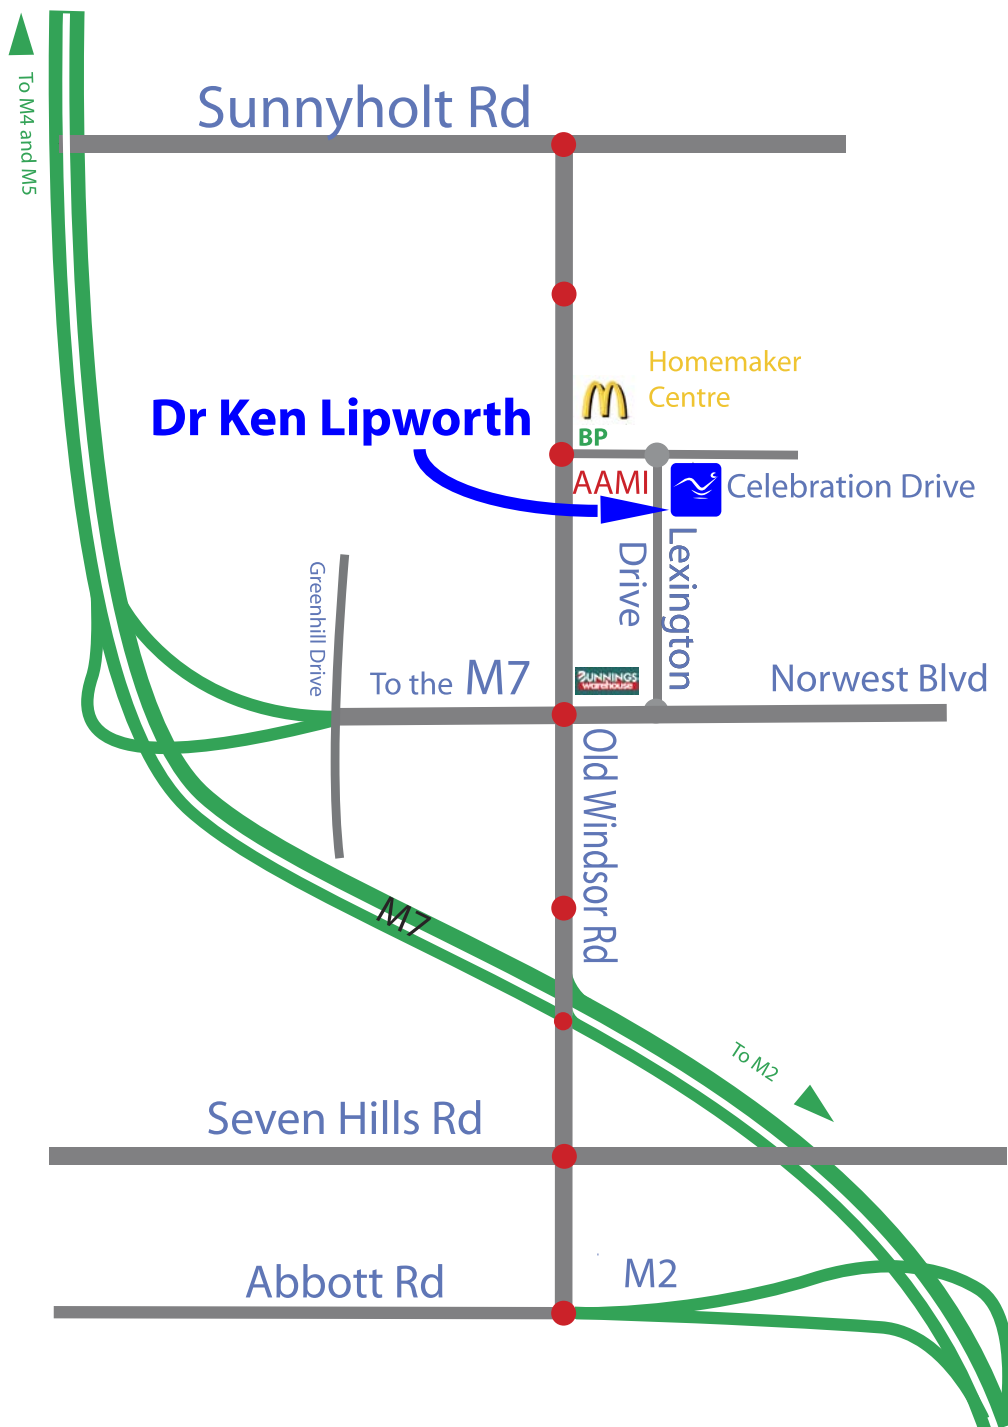 To M4 and M5
Sunnyholt Rd
Homemaker
Centre
Dr Ken Lipworth
BP
AAMI
Celebration Drive
Lexington
Drive
Greenhill Drive
To the M7
BUNNINGS
warehouse
Norwest Blvd
Old Windsor Rd
M7
To M2
Seven Hills Rd
Abbott Rd
M2